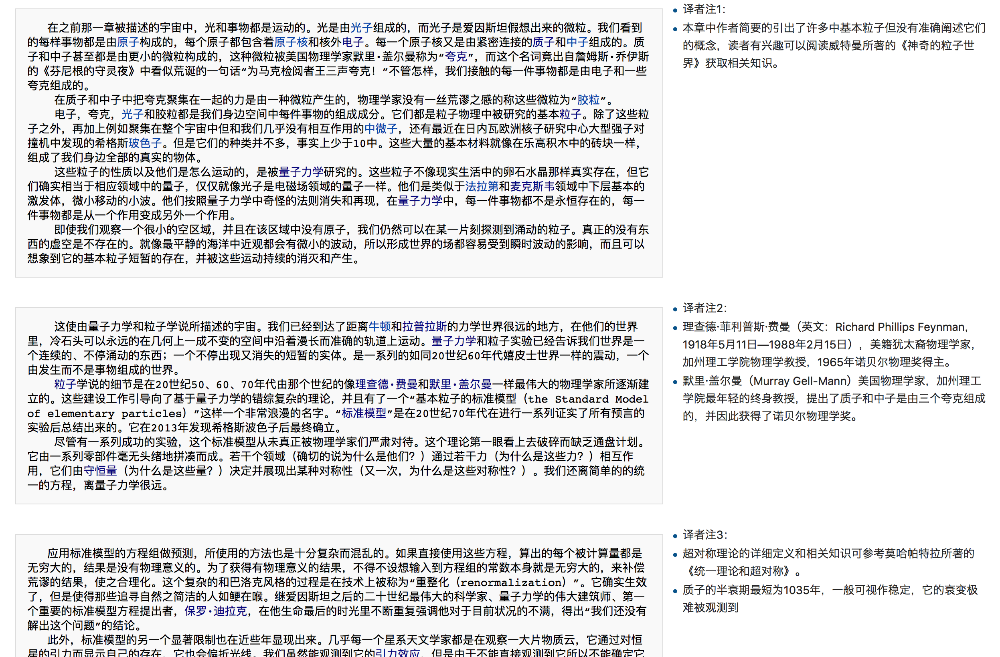 在之前那一章被描述的宇宙中，光和事物都是运动的。光是由光子组成的，而光子是爱因斯坦假想出来的微粒。我们看到
的每样事物都是由原子构成的，每个原子都包含着原子核和核外电子。每一个原子核又是由紧密连接的质子和中子组成的。质
子和中子甚至都是由更小的微粒构成的，这种微粒被美国物理学家默里·盖尔曼称为“夸克”，而这个名词竟出自詹姆斯·乔伊斯
的《芬尼根的守灵夜》中看似荒诞的一句话“为马克检阅者王三声夸克！”不管怎样，我们接触的每一件事物都是由电子和一些
夸克组成的。
在质子和中子中把夸克聚集在一起的力是由一种微粒产生的，物理学家没有一丝荒谬之感的称这些微粒为“胶粒”。
电子，夸克，光子和胶粒都是我们身边空间中每件事物的组成成分。它们都是粒子物理中被研究的基本粒子。除了这些粒
子之外，再加上例如聚集在整个宇宙中但和我们几乎没有相互作用的中微子，还有最近在日内瓦欧洲核子研究中心大型强子对
撞机中发现的希格斯玻色子。但是它们的种类并不多，事实上少于10中。这些大量的基本材料就像在乐高积木中的砖块一样，
组成了我们身边全部的真实的物体。
这些粒子的性质以及他们是怎么运动的，是被量子力学研究的。这些粒子不像现实生活中的卵石水晶那样真实存在，但它
们确实相当于相应领域中的量子，仅仅就像光子是电磁场领域的量子一样。他们是类似于法拉第和麦克斯韦领域中下层基本的
激发体，微小移动的小波。他们按照量子力学中奇怪的法则消失和再现，在量子力学中，每一件事物都不是永恒存在的，每一
件事物都是从一个作用变成另外一个作用。
即使我们观察一个很小的空区域，并且在该区域中没有原子，我们仍然可以在某一片刻探测到涌动的粒子。真正的没有东
西的虚空是不存在的。就像最平静的海洋中近观都会有微小的波动，所以形成世界的场都容易受到瞬时波动的影响，而且可以
想象到它的基本粒子短暂的存在，并被这些运动持续的消灭和产生。
译者注1：
本章中作者简要的引出了许多中基本粒子但没有准确阐述它们
的概念，读者有兴趣可以阅读威特曼所著的《神奇的粒子世
界》获取相关知识。
这使由量子力学和粒子学说所描述的宇宙。我们已经到达了距离牛顿和拉普拉斯的力学世界很远的地方，在他们的世界
里，冷石头可以永远的在几何上一成不变的空间中沿着漫长而准确的轨道上运动。量子力学和粒子实验已经告诉我们世界是一
个连续的、不停涌动的东西；一个不停出现又消失的短暂的实体。是一系列的如同20世纪60年代嬉皮士世界一样的震动，一个
由发生而不是事物组成的世界。
粒子学说的细节是在20世纪50、60、70年代由那个世纪的像理查德·费曼和默里·盖尔曼一样最伟大的物理学家所逐渐建
立的。这些建设工作引导向了基于量子力学的错综复杂的理论，并且有了一个“基本粒子的标准模型（the Standard Model
of elementary particles）”这样一个非常浪漫的名字。“标准模型”是在20世纪70年代在进行一系列证实了所有预言的
实验后总结出来的。它在2013年发现希格斯波色子后最终确立。
尽管有一系列成功的实验，这个标准模型从未真正被物理学家们严肃对待。这个理论第一眼看上去破碎而缺乏通盘计划。
它由一系列零部件毫无头绪地拼凑而成。若干个领域（确切的说为什么是他们？）通过若干力（为什么是这些力？）相互作
用，它们由守恒量（为什么是这些量？）决定并展现出某种对称性（又一次，为什么是这些对称性？）。我们还离简单的的统
一的方程，离量子力学很远。
译者注2：
理查德·菲利普斯·费曼（英文：Richard Phillips Feynman，
1918年5月11日—1988年2月15日），美籍犹太裔物理学家，
加州理工学院物理学教授，1965年诺贝尔物理奖得主。
默里·盖尔曼（Murray Gell-Mann）美国物理学家，加州理工
学院最年轻的终身教授，提出了质子和中子是由三个夸克组成
的，并因此获得了诺贝尔物理学奖。
应用标准模型的方程组做预测，所使用的方法也是十分复杂而混乱的。如果直接使用这些方程，算出的每个被计算量都是
无穷大的，结果是没有物理意义的。为了获得有物理意义的结果，不得不设想输入到方程组的常数本身就是无穷大的，来补偿
荒谬的结果，使之合理化。这个复杂的和巴洛克风格的过程是在技术上被称为“重整化（renormalization）”。它确实生效
了，但是使得那些追寻自然之简洁的人如鲠在喉。继爱因斯坦之后的二十世纪最伟大的科学家、量子力学的伟大建筑师、第一
个重要的标准模型方程提出者，保罗·迪拉克，在他生命最后的时光里不断重复强调他对于目前状况的不满，得出“我们还没有
解出这个问题”的结论。
此外，标准模型的另一个显著限制也在近些年显现出来。几乎每一个星系天文学家都是在观察一大片物质云，它通过对恒
星的引力而显示自己的存在，它也会偏折光线。我们虽然能观测到它的引力效应，但是由于不能直接观测到它所以不能确定它
译者注3：
超对称理论的详细定义和相关知识可参考莫哈帕特拉所著的
《统一理论和超对称》。
质子的半衰期最短为1035年，一般可视作稳定，它的衰变极
难被观测到